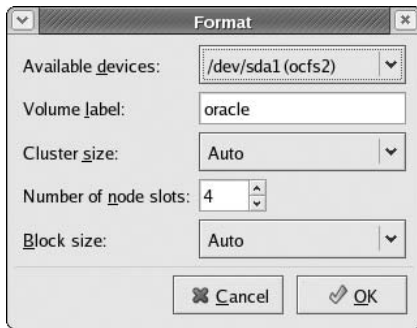 Format
Available devices: /dev/sda1 (ocfs2)
Volume label: oracle
Cluster size: Auto
Number of node slots: 4
Block size: Auto
Cancel OK